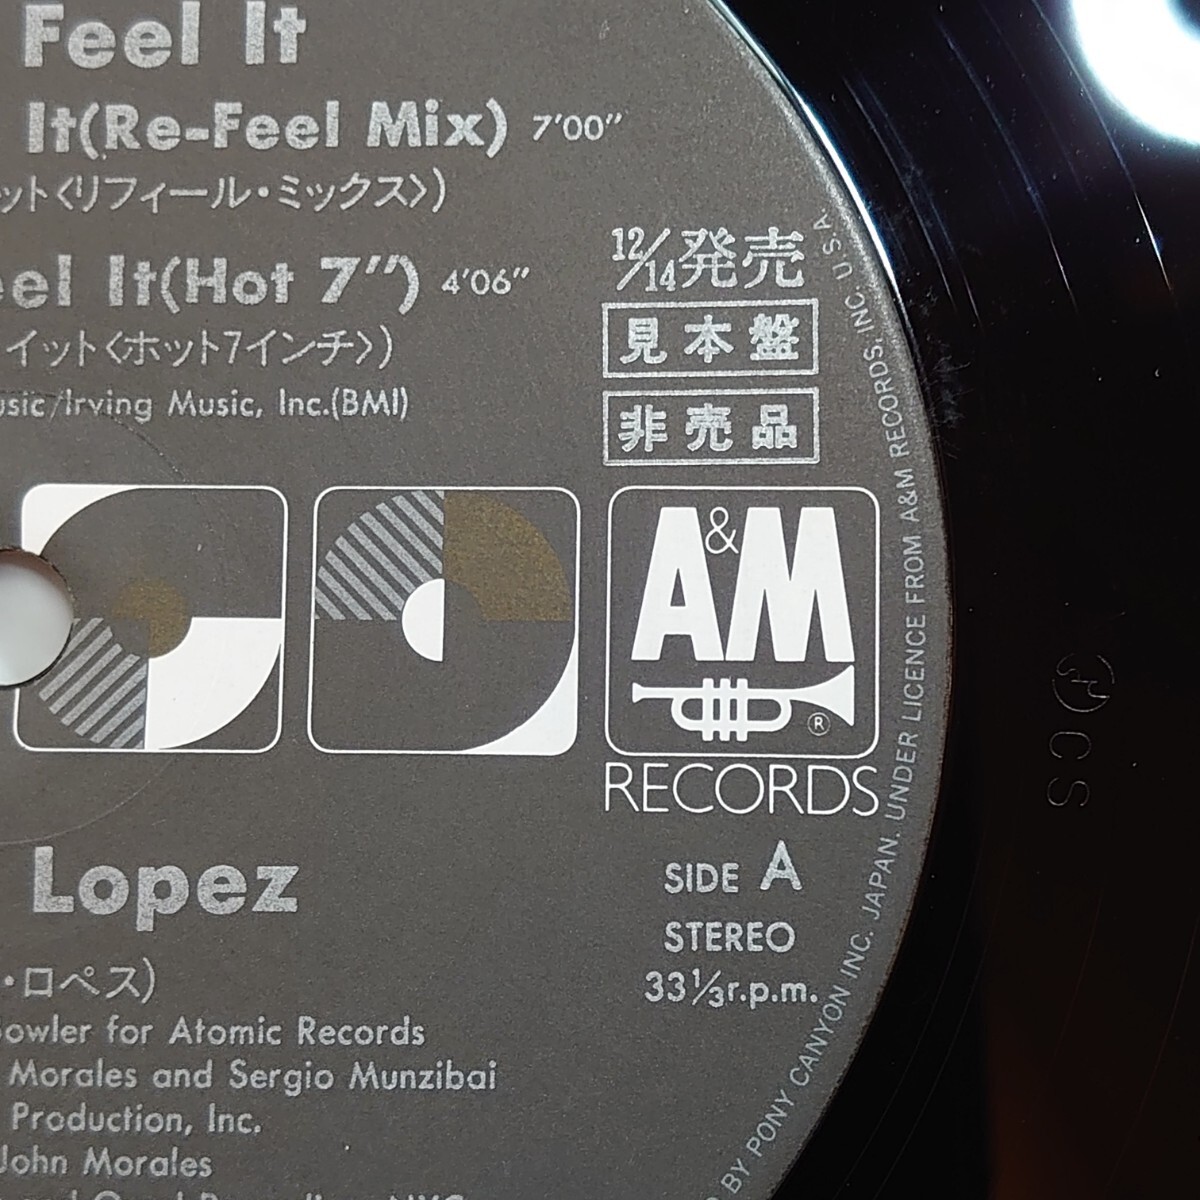 Feel It
It(Re-Feel Mix) 7'00"
ット〈リフィール・ミックス〉)
12/14発売
eel It(Hot 7") 4'06"
見本盤
イット〈ホット7インチ〉)
非売品
usic/Irving Music, Inc.(BMI)
A&M
®
RECORDS
Lopez
SIDE A
STEREO
33⅓r.p.m.
・ロペス)
owler for Atomic Records
Morales and Sergio Munzibai
Production, Inc.
John Morales
BY PONY CANYON INC. JAPAN. UNDER LICENCE FROM A&M RECORDS, INC. U.S.A.
CS